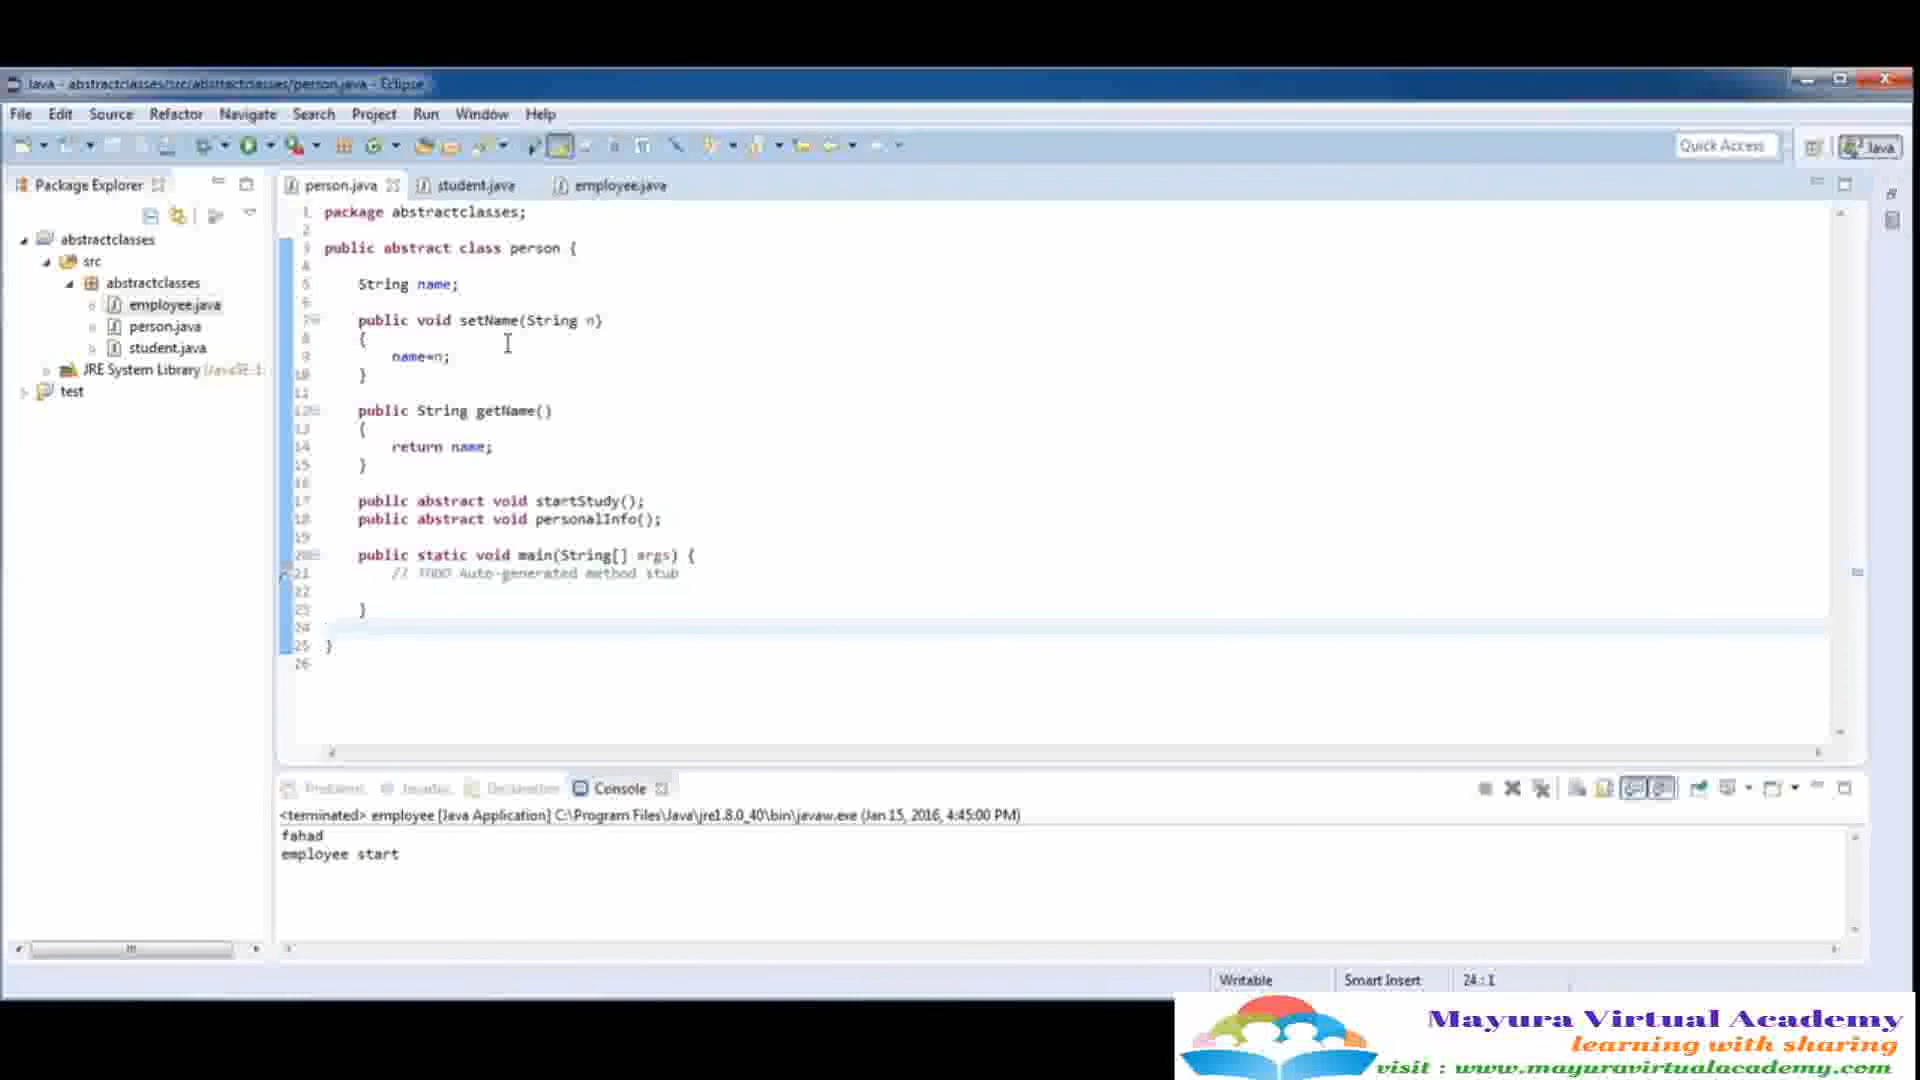 Java - abstractclasses/src/abstractclasses/person.java - Eclipse
File Edit Source Refactor Navigate Search Project Run Window Help
Quick Access
Java
Package Explorer
person.java
student.java
employee.java
abstractclasses
src
abstractclasses
employee.java
person.java
student.java
JRE System Library
test
1 package abstractclasses;
2
3 public abstract class person {
4
5 String name;
6
7 public void setName(String n)
8 {
9 name=n;
10 }
11
12 public String getName()
13 {
14 return name;
15 }
16
17 public abstract void startStudy();
18 public abstract void personalInfo();
19
20 public static void main(String[] args) {
21 // TODO Auto-generated method stub
22
23 }
24
25 }
26
Problems Javadoc Declaration Console
<terminated> employee [Java Application] C:\Program Files\Java\jre1.8.0_40\bin\javaw.exe (Jan 15, 2016, 4:45:00 PM)
fahad
employee start
Writable Smart Insert 24 : 1
Mayura Virtual Academy
learning with sharing
visit : www.mayuravirtualacademy.com